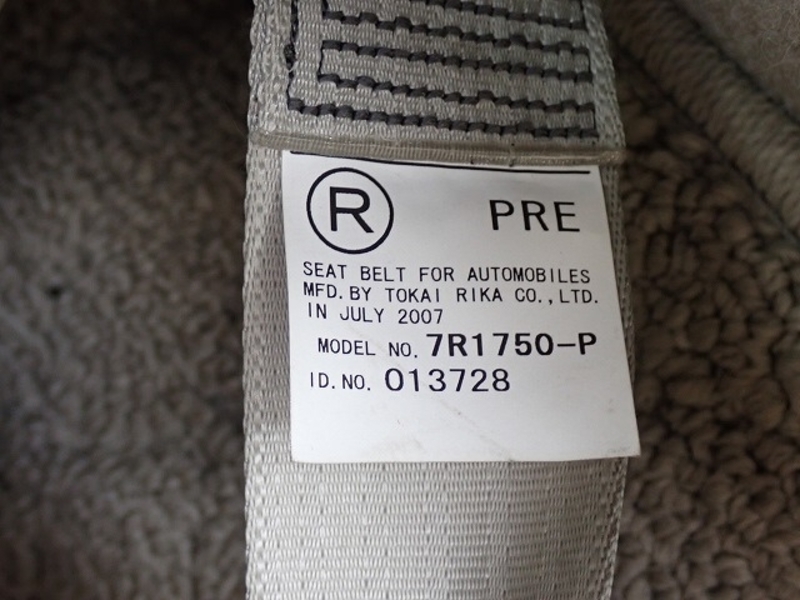 R PRE
SEAT BELT FOR AUTOMOBILES
MFD. BY TOKAI RIKA CO., LTD.
IN JULY 2007
MODEL NO. 7R1750-P
ID. NO. 013728